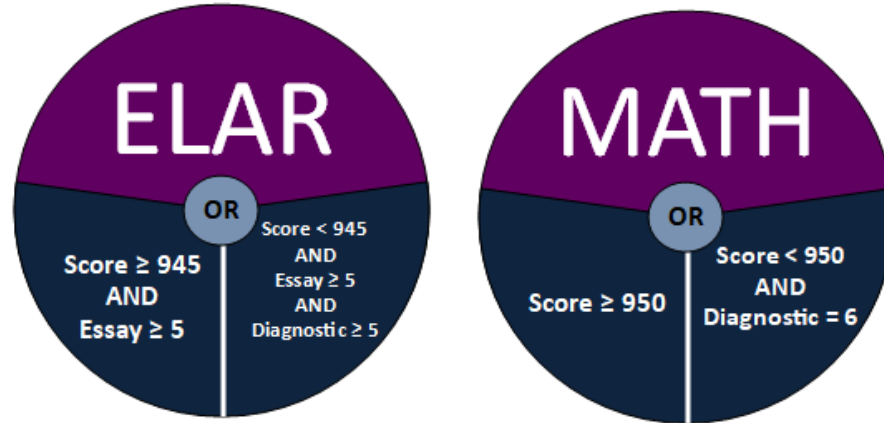 ELAR
OR
Score ≥ 945
AND
Essay ≥ 5
Score < 945
AND
Essay ≥ 5
AND
Diagnostic ≥ 5
MATH
OR
Score ≥ 950
Score < 950
AND
Diagnostic = 6